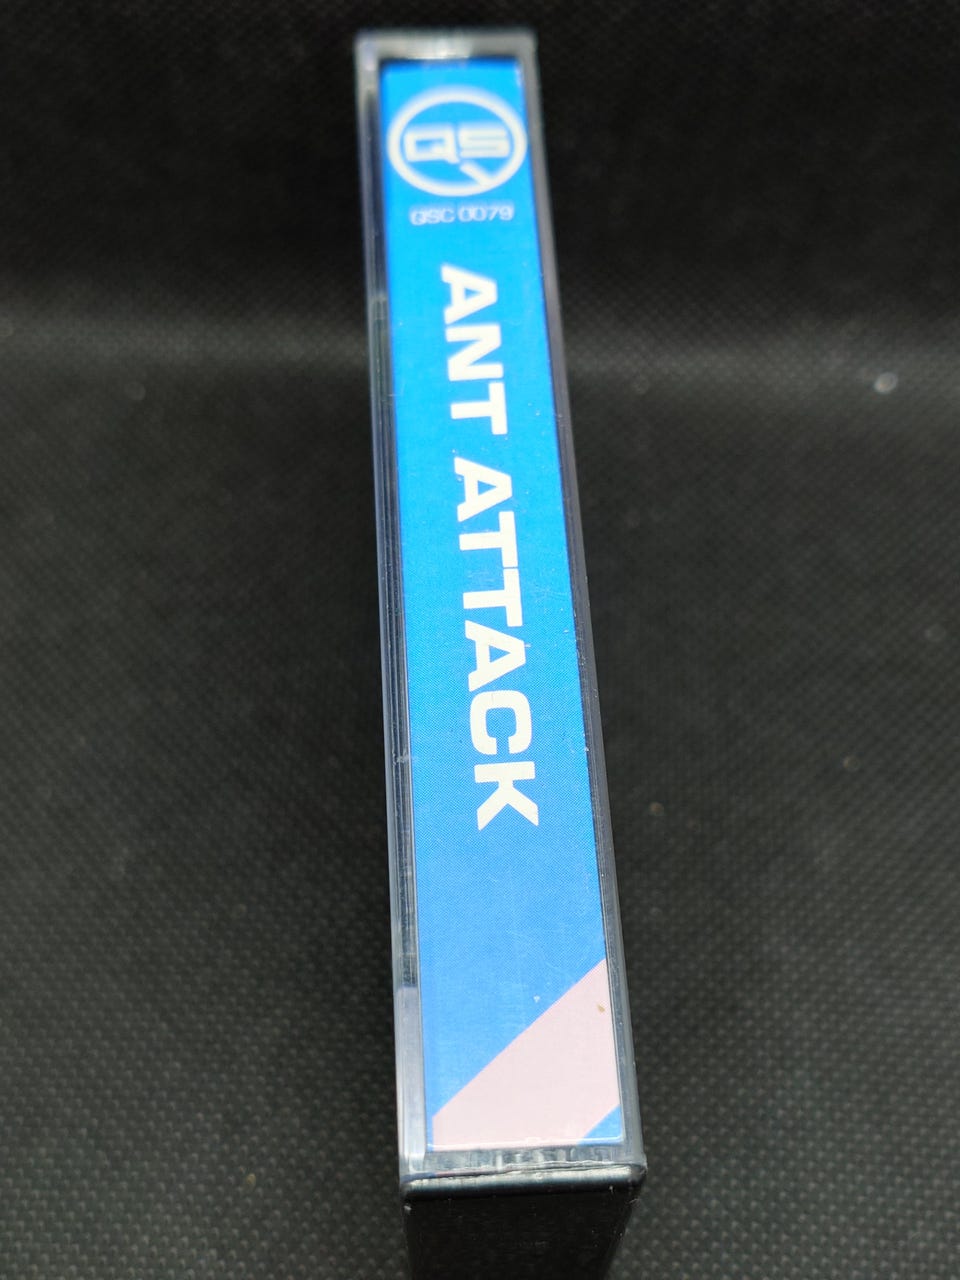 QS
QSC 0079
ANT ATTACK